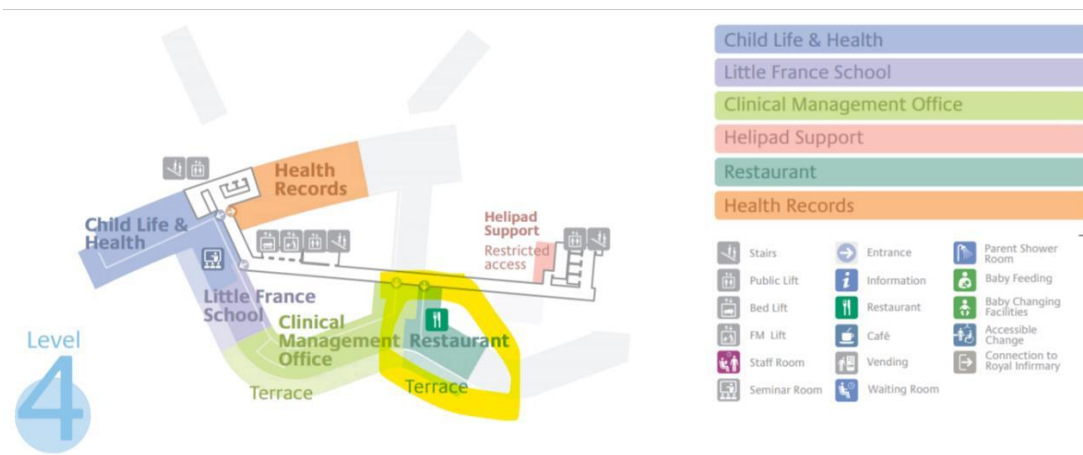 Child Life & Health
Little France School
Clinical Management Office
Helipad Support
Restaurant
Health Records
Health
Records
Child Life &
Health
Helipad
Support
Restricted
access
Little France
School
Clinical
Management
Office
Restaurant
Terrace
Terrace
Level
4
Stairs
Public Lift
Bed Lift
FM Lift
Staff Room
Seminar Room
Entrance
Information
Restaurant
Café
Vending
Waiting Room
Parent Shower
Room
Baby Feeding
Baby Changing
Facilities
Accessible
Change
Connection to
Royal Infirmary